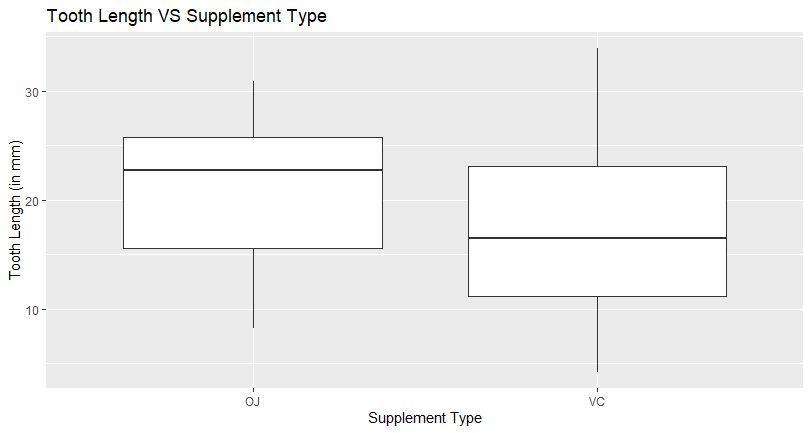 Tooth Length VS Supplement Type
Tooth Length (in mm)
30
20
10
OJ
VC
Supplement Type